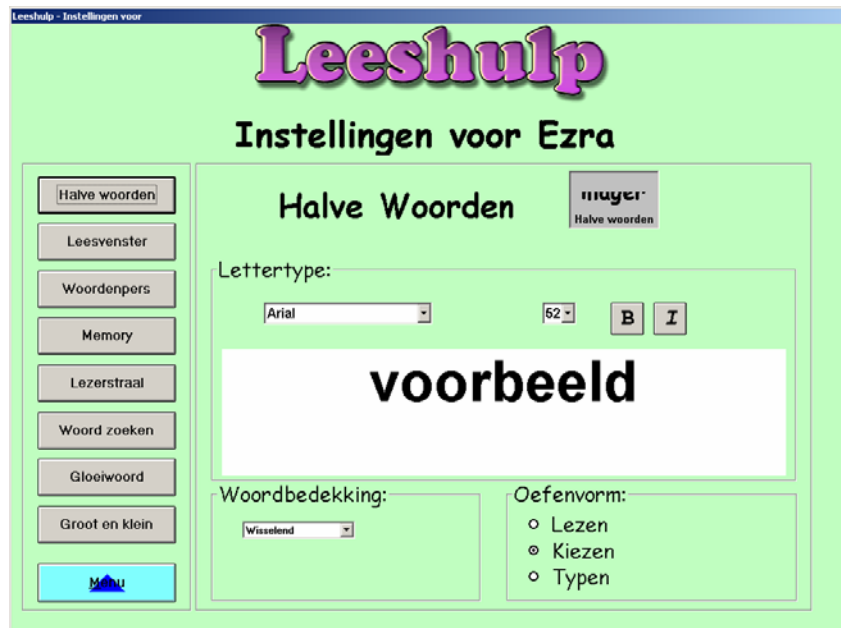 Leeshulp - Instellingen voor
Leeshulp
Instellingen voor Ezra
Halve woorden
Leesvenster
Woordenpers
Memory
Lezerstraal
Woord zoeken
Gloeiwoord
Groot en klein
Menu
Halve Woorden
mager
Halve woorden
Lettertype:
Arial 52 B I
voorbeeld
Woordbedekking:
Wisselend
Oefenvorm:
Lezen
Kiezen
Typen